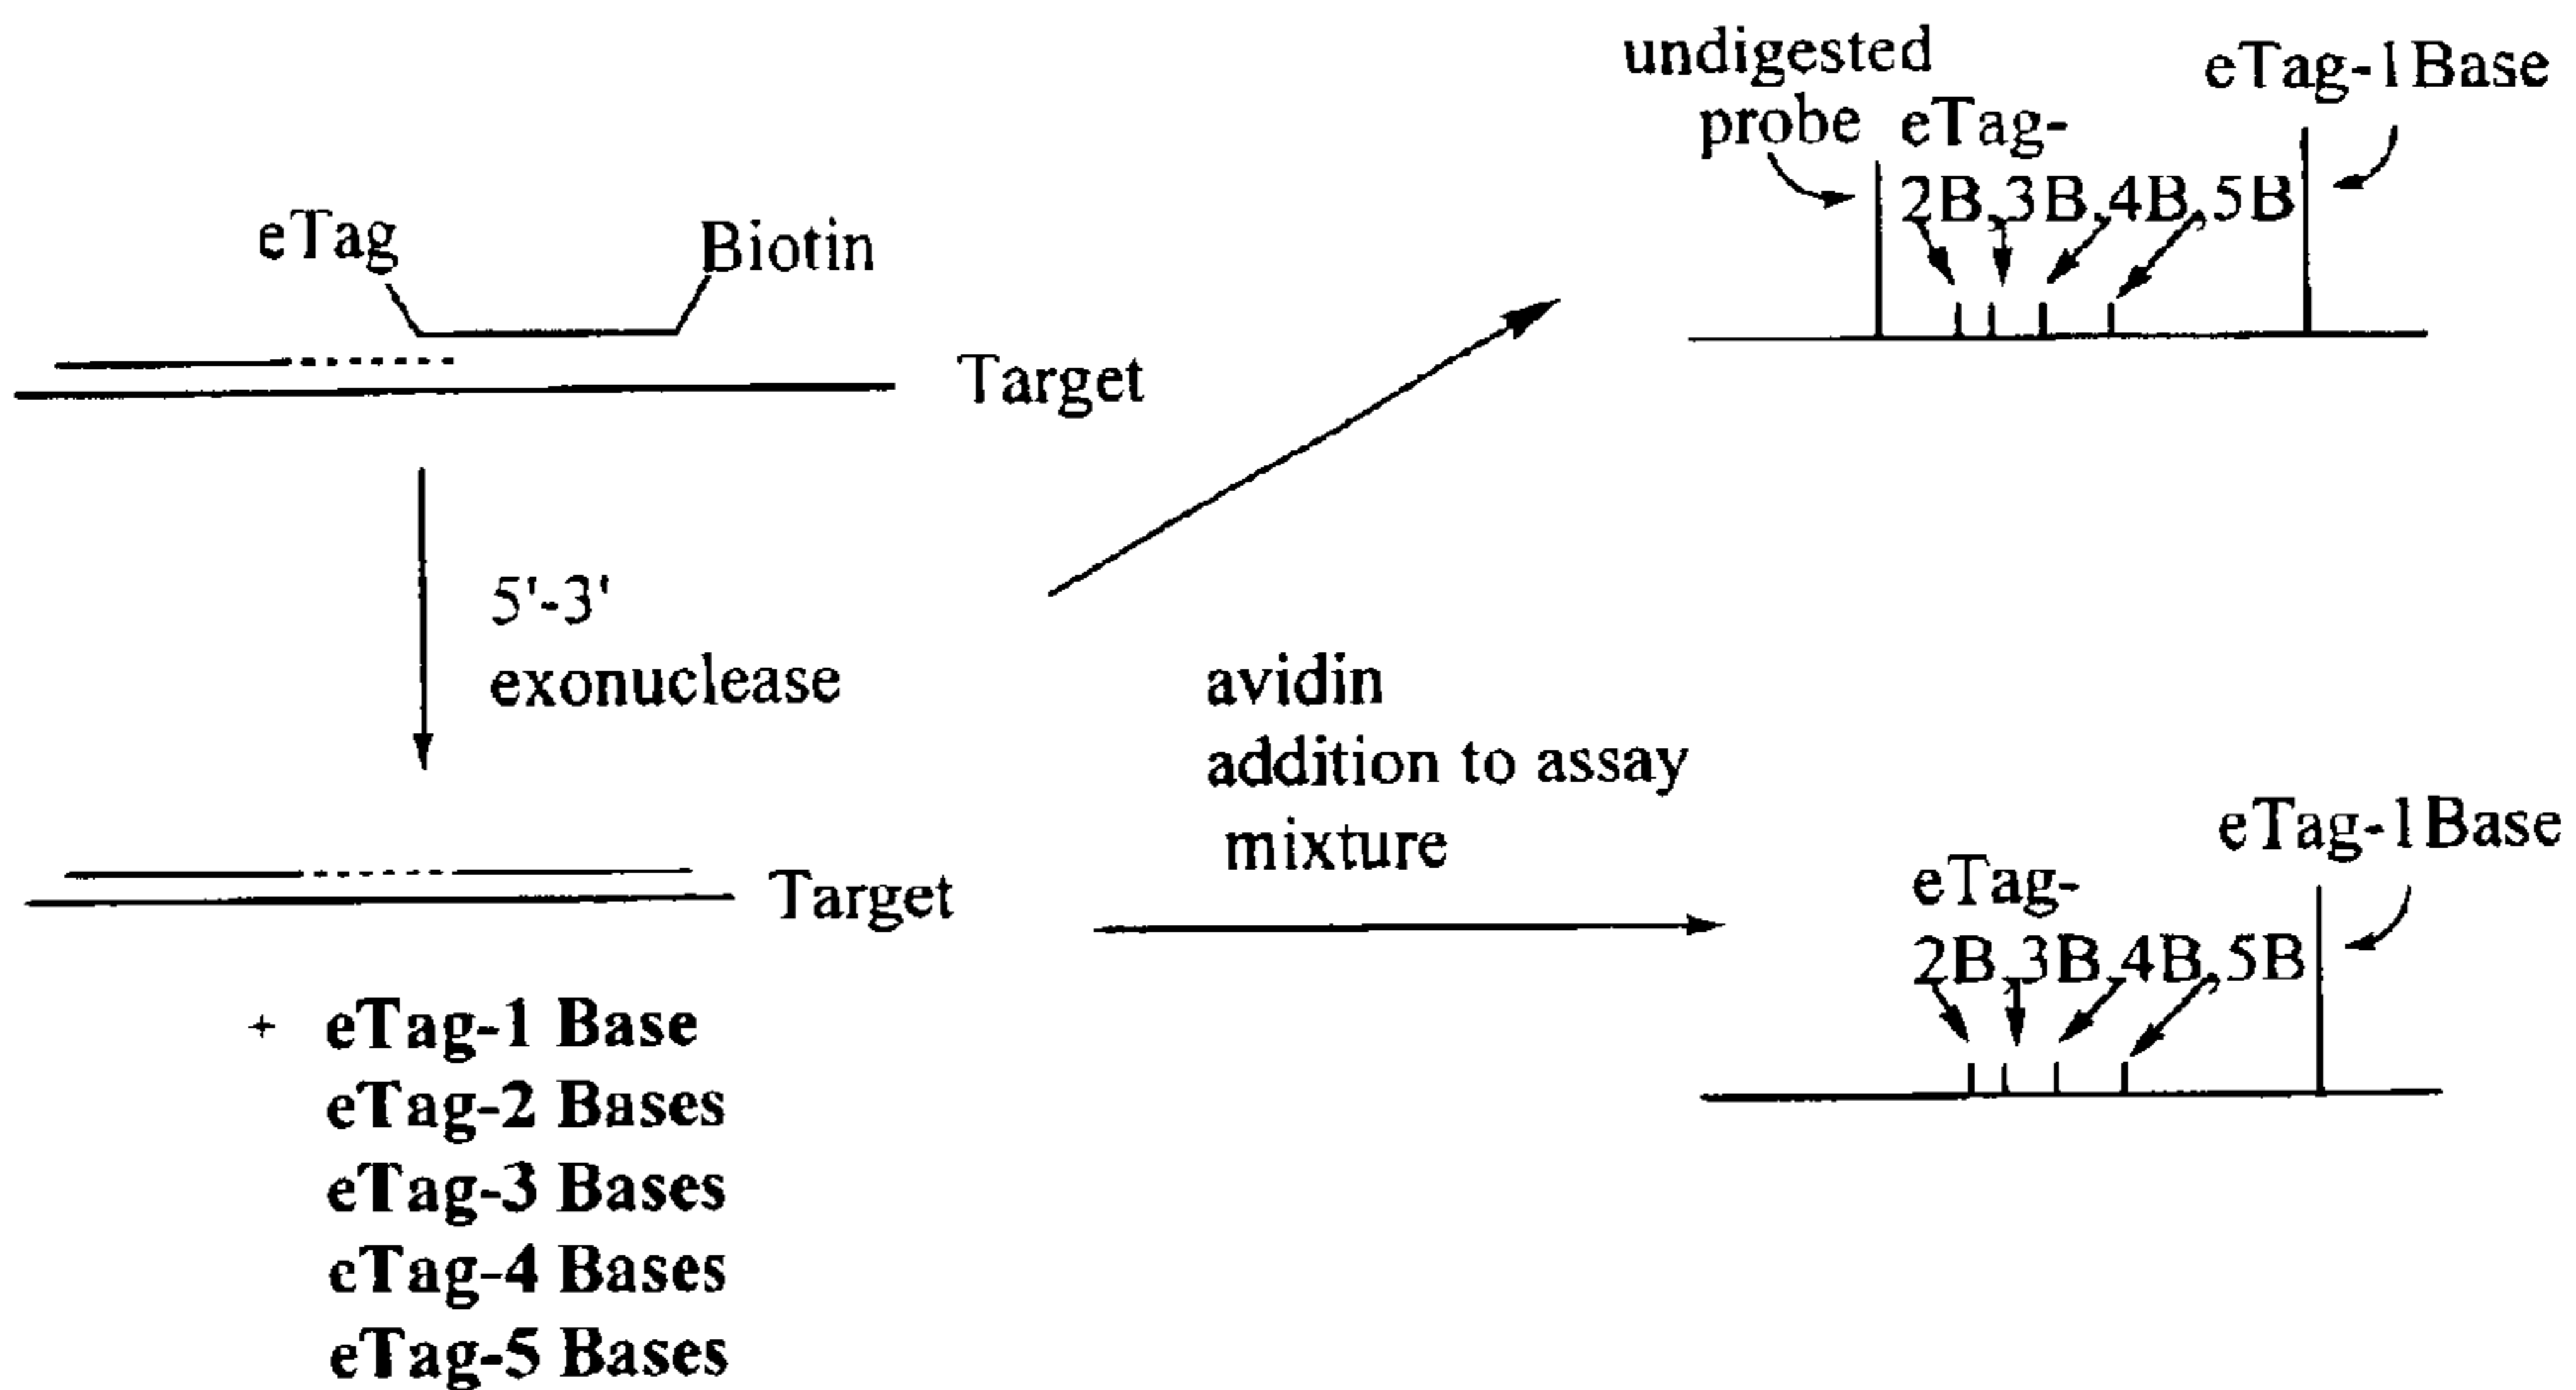 undigested
probe
eTag-1Base
eTag-
2B,3B,4B,5B
eTag
Biotin
Target
5'-3'
exonuclease
avidin
addition to assay
mixture
Target
eTag-1Base
eTag-
2B,3B,4B,5B
+ eTag-1 Base
eTag-2 Bases
eTag-3 Bases
eTag-4 Bases
eTag-5 Bases